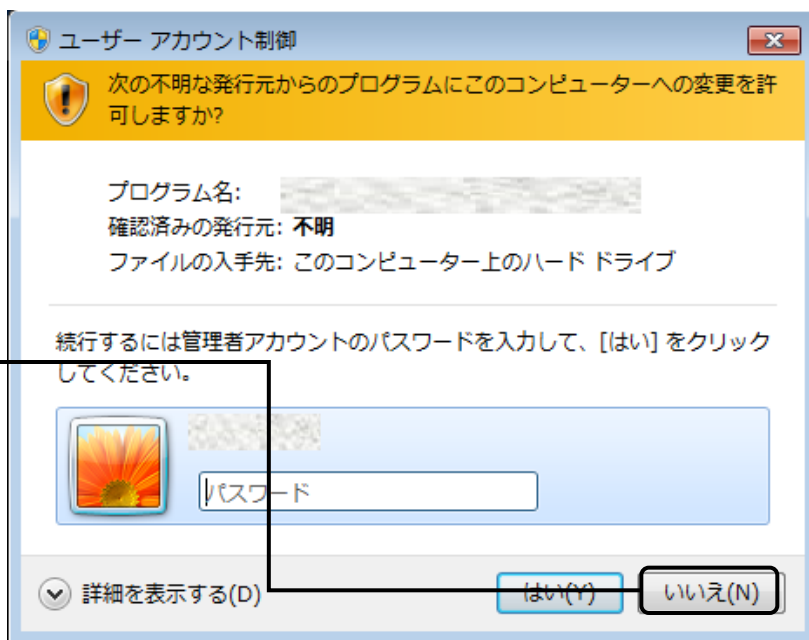 ユーザー アカウント制御
次の不明な発行元からのプログラムにこのコンピューターへの変更を許
可しますか?
プログラム名:
確認済みの発行元: 不明
ファイルの入手先: このコンピューター上のハード ドライブ
続行するには管理者アカウントのパスワードを入力して、[はい] をクリック
してください。
パスワード
詳細を表示する(D)
はい(Y)
いいえ(N)